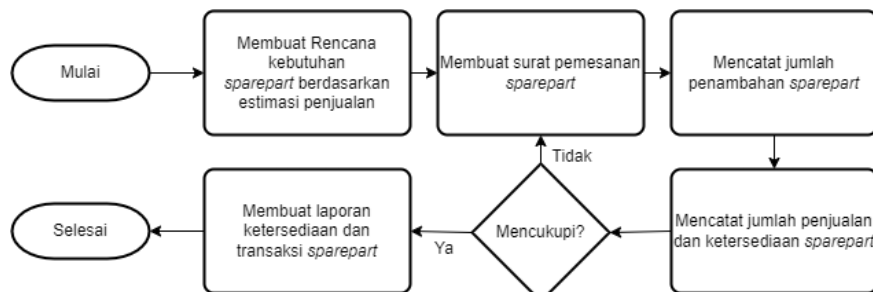 Mulai
Membuat Rencana
kebutuhan
sparepart berdasarkan
estimasi penjualan
Membuat surat pemesanan
sparepart
Mencatat jumlah
penambahan sparepart
Mencatat jumlah penjualan
dan ketersediaan sparepart
Mencukupi?
Tidak
Ya
Membuat laporan
ketersediaan dan
transaksi sparepart
Selesai